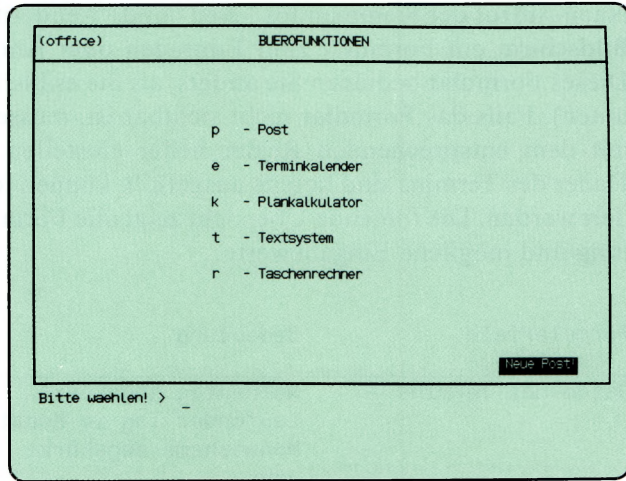 (office) BUEROFUNKTIONEN
p - Post
e - Terminkalender
k - Plankalkulator
t - Textsystem
r - Taschenrechner
Neue Post!
Bitte waehlen! > _